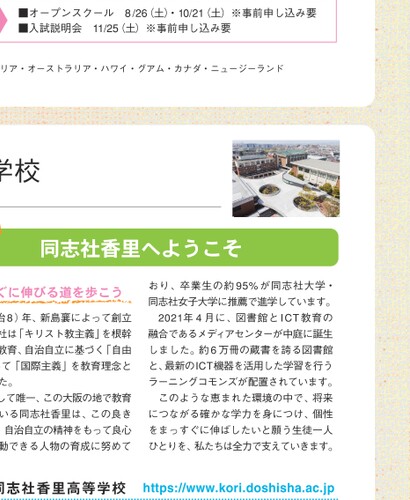 ■オープンスクール 8/26（土）・10/21（土）※事前申し込み要
■入試説明会 11/25（土）※事前申し込み要
リア・オーストラリア・ハワイ・グアム・カナダ・ニュージーランド
学校
同志社香里へようこそ
ぐに伸びる道を歩こう
治8）年、新島襄によって創立
社は「キリスト教主義」を根幹
教育、自治自立に基づく「自由
て「国際主義」を教育理念と
た。
して唯一、この大阪の地で教育
いる同志社香里は、この良き
自治自立の精神をもって良心
動できる人物の育成に努めて
おり、卒業生の約95%が同志社大学・
同志社女子大学に推薦で進学しています。
2021年4月に、図書館とICT教育の
融合であるメディアセンターが中庭に誕生
しました。約6万冊の蔵書を誇る図書館
と、最新のICT機器を活用した学習を行う
ラーニングコモンズが配置されています。
このような恵まれた環境の中で、将来
につながる確かな学力を身につけ、個性
をまっすぐに伸ばしたいと願う生徒一人
ひとりを、私たちは全力で支えていきます。
同志社香里高等学校 https://www.kori.doshisha.ac.jp